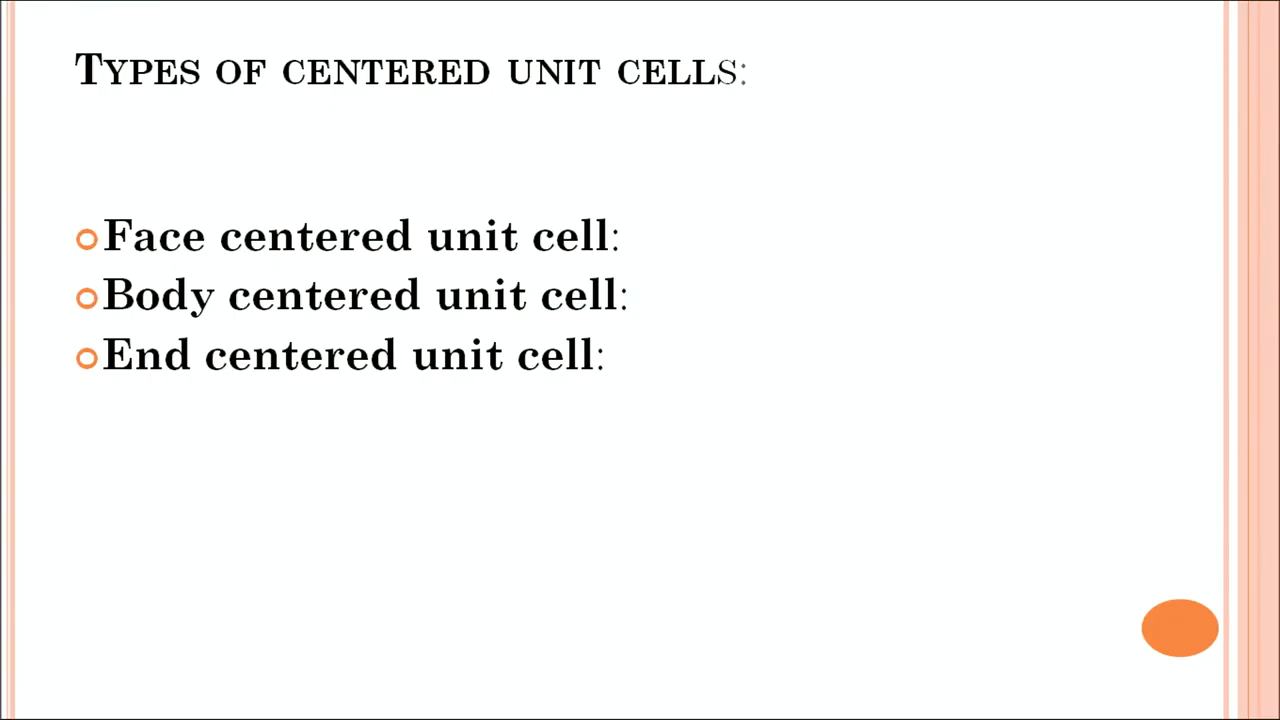 Types of centered unit cells:
Face centered unit cell:
Body centered unit cell:
End centered unit cell: